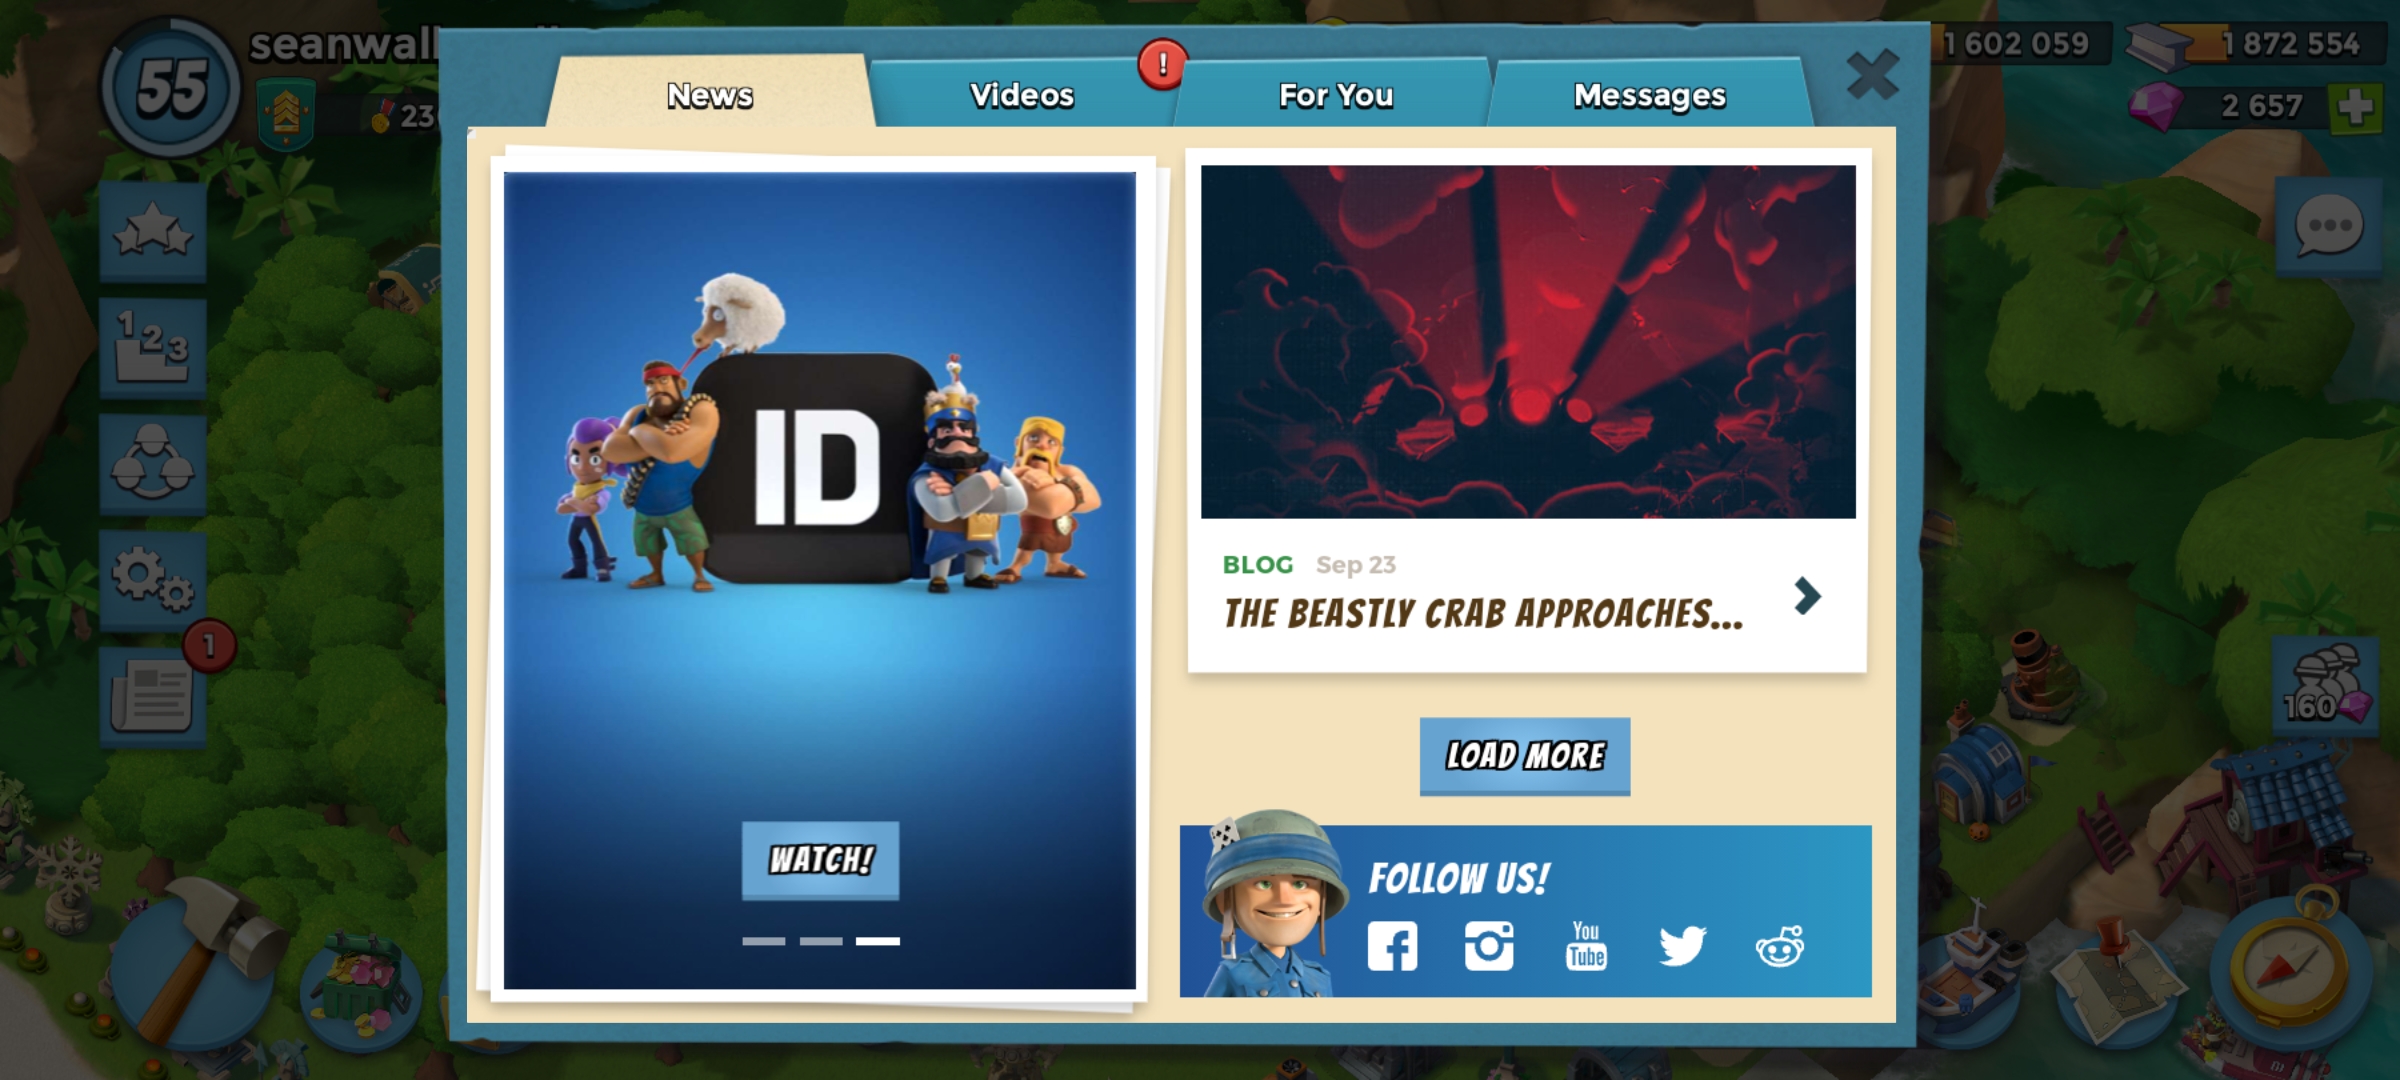 55
seanwall
23
1 602 059
1 872 554
2 657
News
Videos
!
For You
Messages
1 2 3
1
160
ID
WATCH!
BLOG Sep 23
THE BEASTLY CRAB APPROACHES...
LOAD MORE
FOLLOW US!
You
Tube